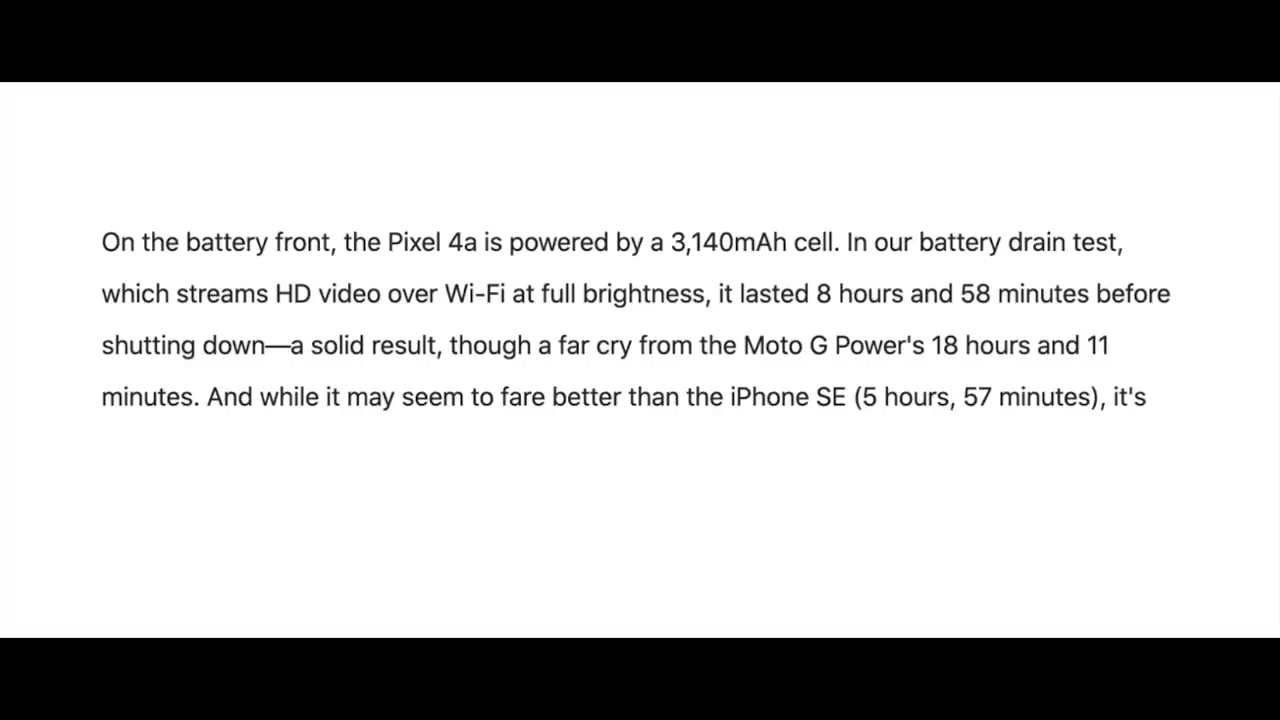 On the battery front, the Pixel 4a is powered by a 3,140mAh cell. In our battery drain test,
which streams HD video over Wi-Fi at full brightness, it lasted 8 hours and 58 minutes before
shutting down—a solid result, though a far cry from the Moto G Power's 18 hours and 11
minutes. And while it may seem to fare better than the iPhone SE (5 hours, 57 minutes), it's